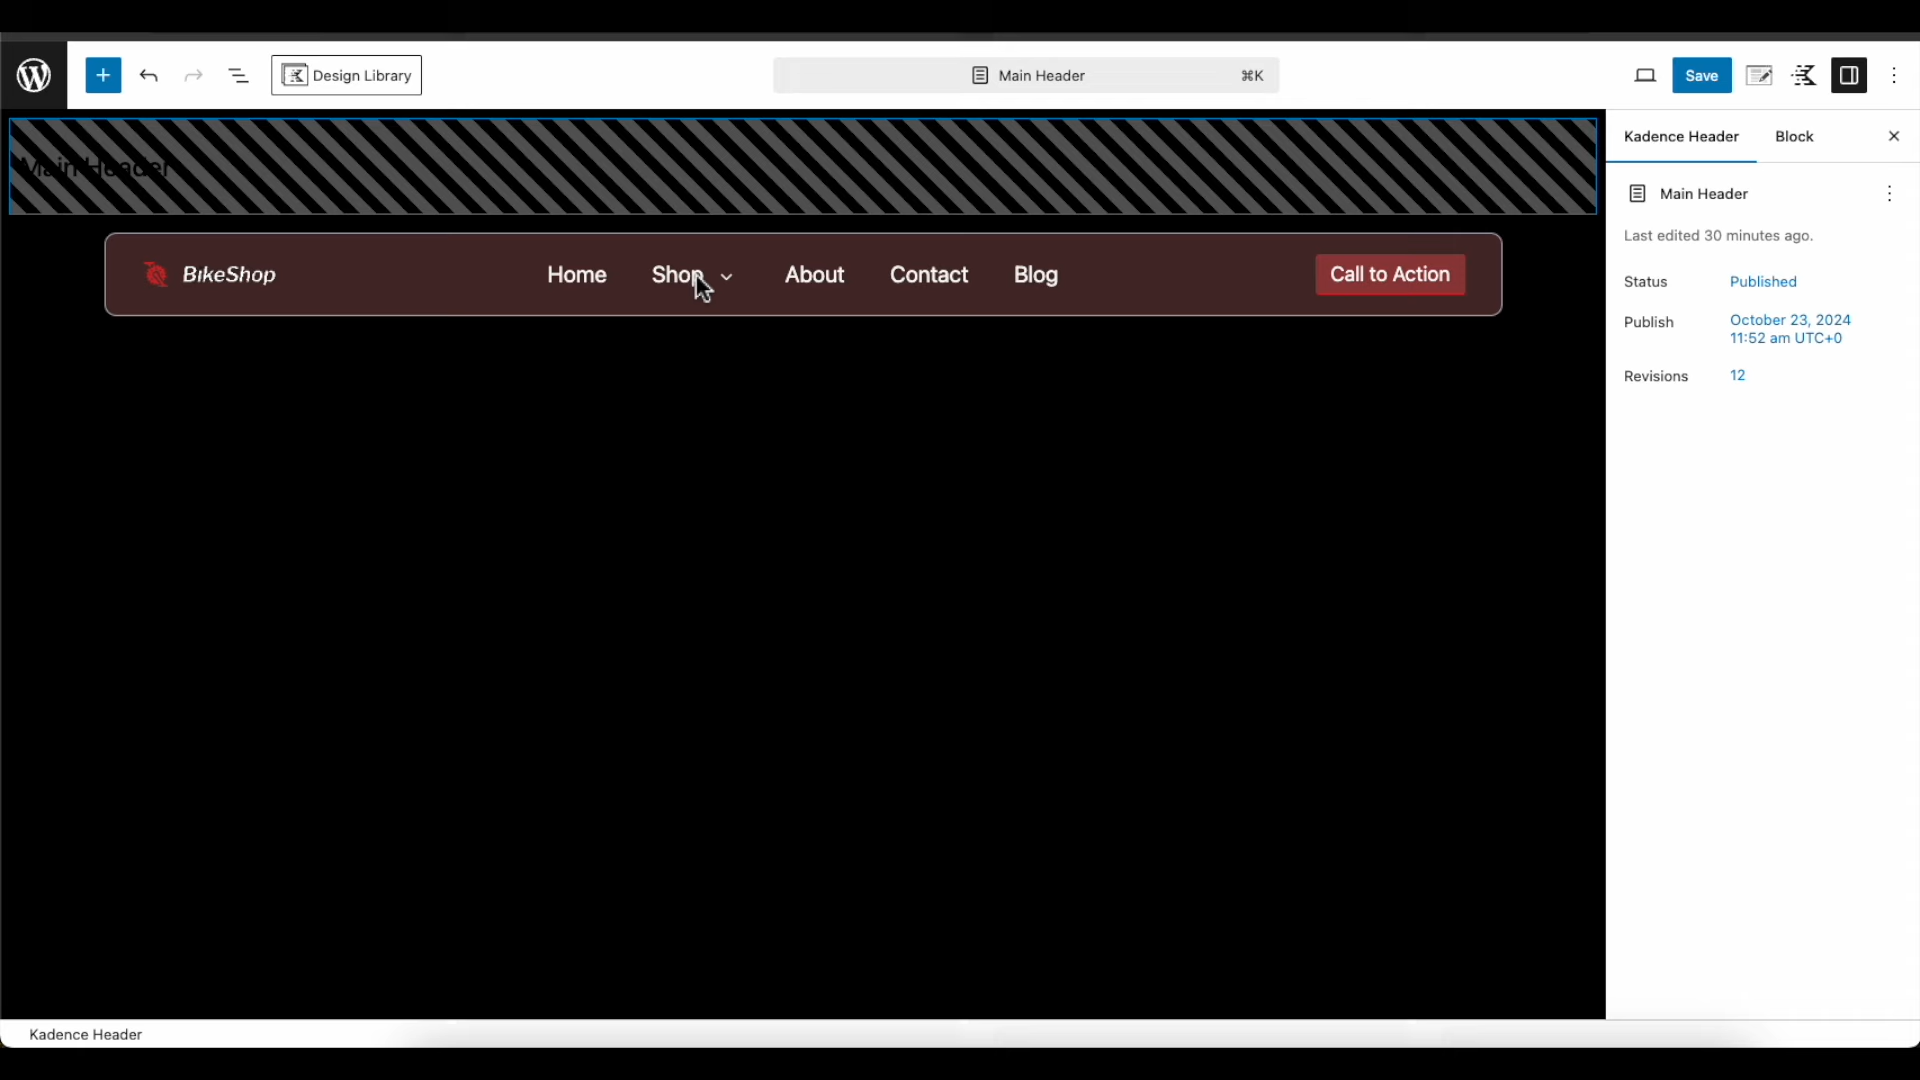 Design Library
Main Header
⌘K
Save
Kadence Header
Block
Main Header
Main Header
Last edited 30 minutes ago.
Status
Published
Publish
October 23, 2024
11:52 am UTC+0
Revisions
12
BikeShop
Home
Shop
About
Contact
Blog
Call to Action
Kadence Header